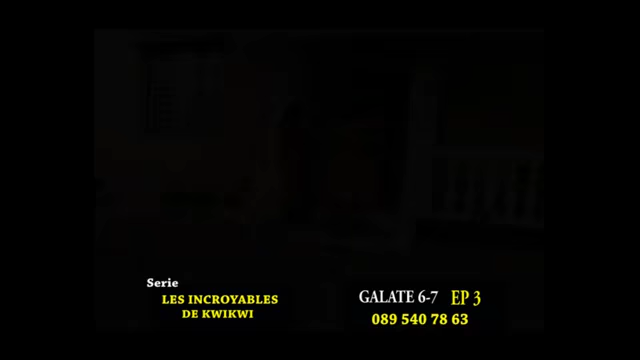 Serie
LES INCROYABLES
DE KWIKWI
GALATE 6-7 EP 3
089 540 78 63